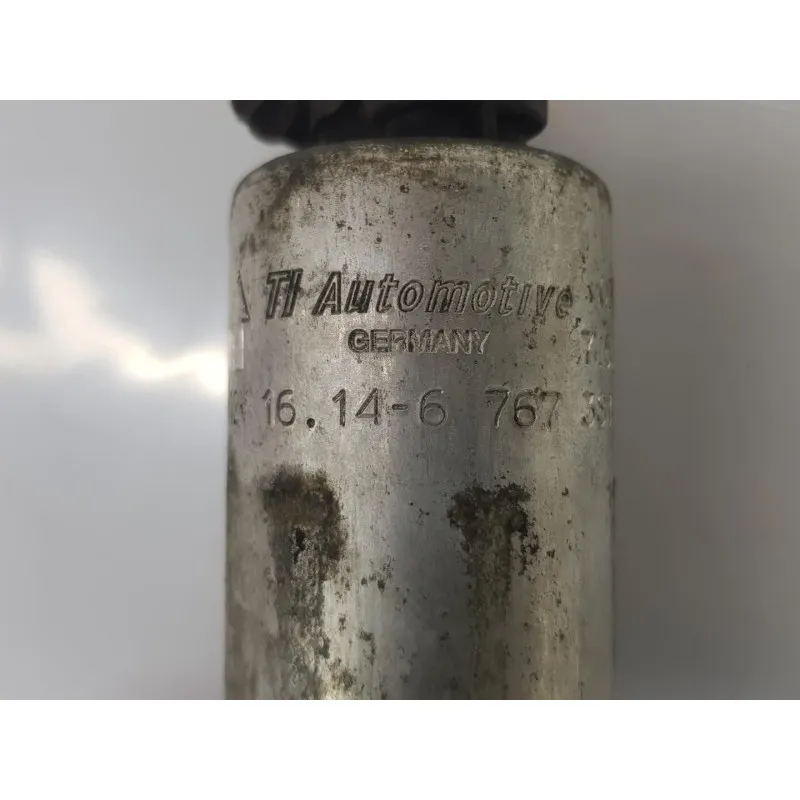 TI Automotive
GERMANY
16.14-6 767